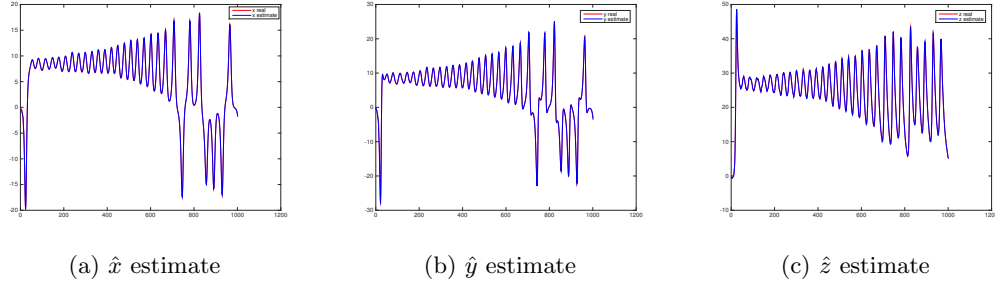 x real
x estimate
20
15
10
5
0
-5
-10
-15
-20
0 200 400 600 800 1000 1200
y real
y estimate
30
20
10
0
-10
-20
-30
0 200 400 600 800 1000 1200
z real
z estimate
50
40
30
20
10
0
-10
0 200 400 600 800 1000 120
(a) x̂ estimate
(b) ŷ estimate
(c) ẑ estimate